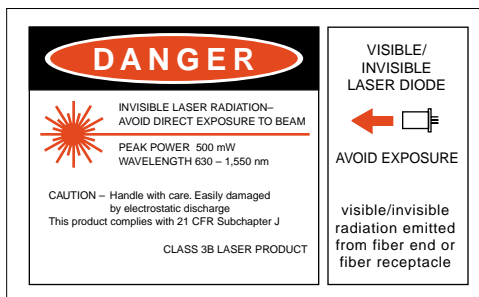 DANGER
INVISIBLE LASER RADIATION–
AVOID DIRECT EXPOSURE TO BEAM
PEAK POWER 500 mW
WAVELENGTH 630 – 1,550 nm
CAUTION – Handle with care. Easily damaged
by electrostatic discharge
This product complies with 21 CFR Subchapter J
CLASS 3B LASER PRODUCT
VISIBLE/
INVISIBLE
LASER DIODE
AVOID EXPOSURE
visible/invisible
radiation emitted
from fiber end or
fiber receptacle